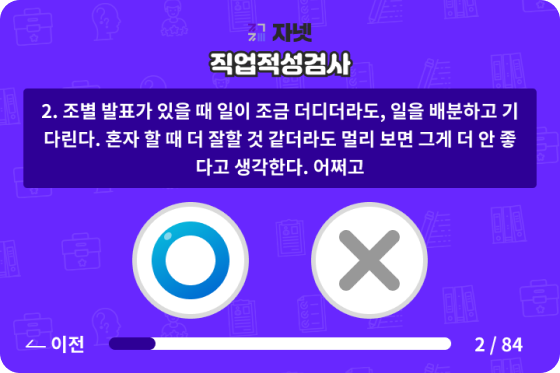 자넷
직업적성검사
2. 조별 발표가 있을 때 일이 조금 더디더라도, 일을 배분하고 기
다린다. 혼자 할 때 더 잘할 것 같더라도 멀리 보면 그게 더 안 좋
다고 생각한다. 어쩌고
이전
2 / 84